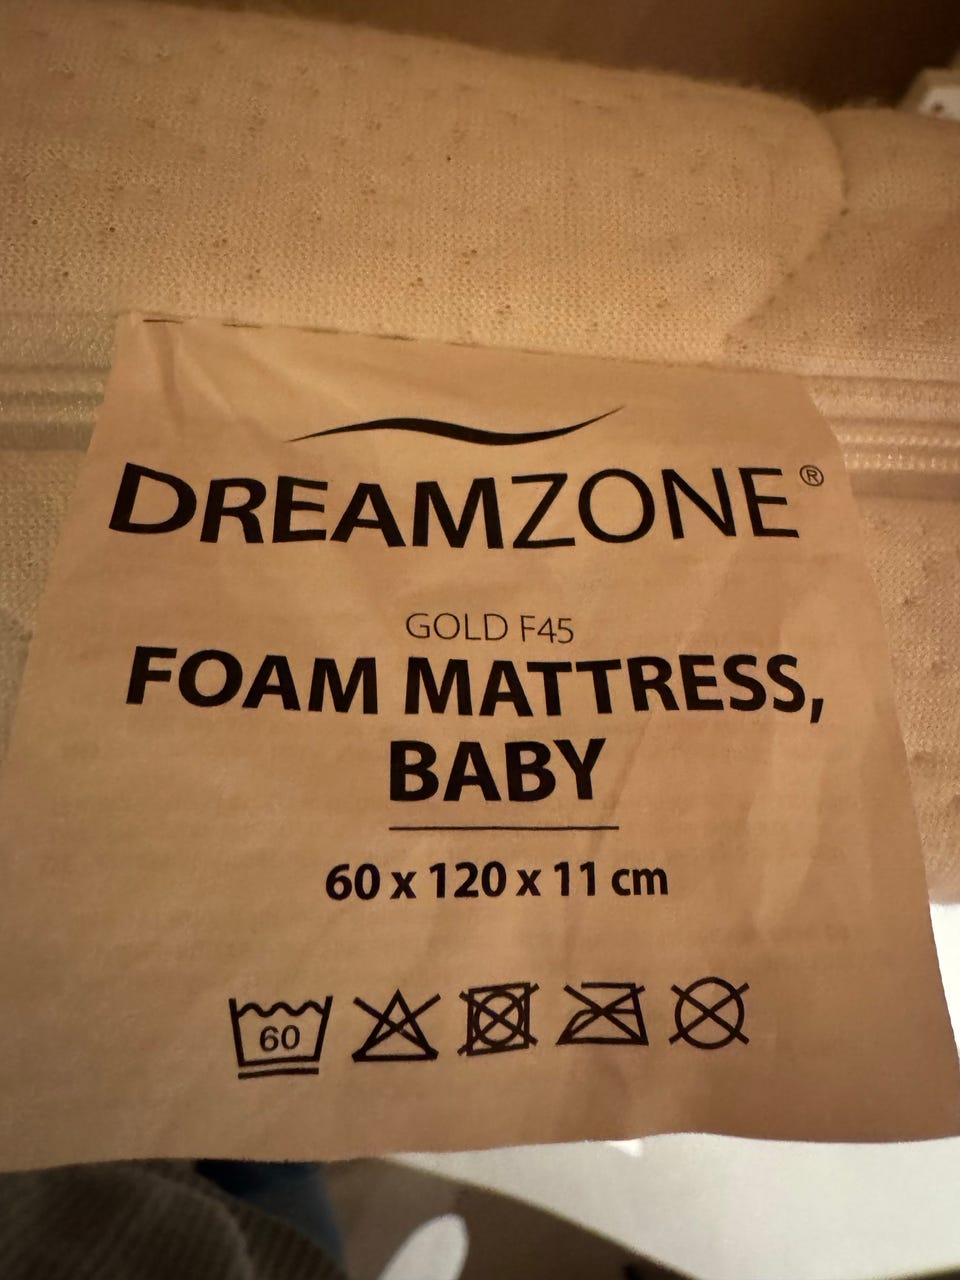 DREAMZONE®
GOLD F45
FOAM MATTRESS,
BABY
60 x 120 x 11 cm
60